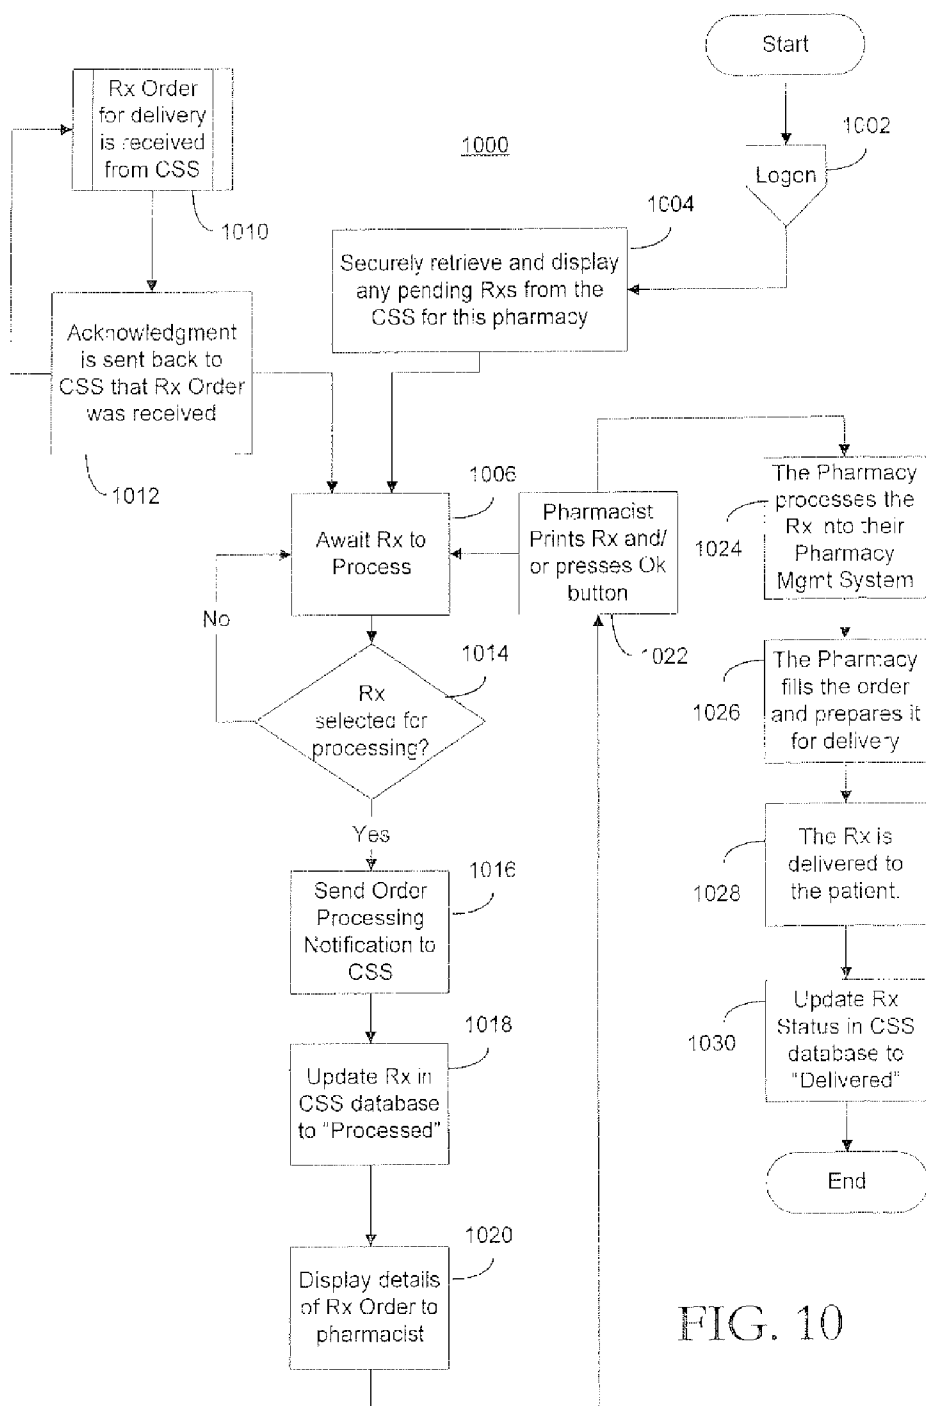 Start
Rx Order
for delivery
is received
from CSS
1010
1000
1002
Logon
1004
Securely retrieve and display
any pending Rxs from the
CSS for this pharmacy
Acknowledgment
is sent back to
CSS that Rx Order
was received
1012
1006
Await Rx to
Process
No
1014
Rx
selected for
processing?
Yes
1016
Send Order
Processing
Notification to
CSS
1018
Update Rx in
CSS database
to "Processed"
1020
Display details
of Rx Order to
pharmacist
Pharmacist
Prints Rx and/
or presses Ok
button
1022
The Pharmacy
processes the
Rx into their
Pharmacy
Mgmt System
1024
The Pharmacy
fills the order
and prepares it
for delivery
1026
The Rx is
delivered to
the patient.
1028
Update Rx
Status in CSS
database to
"Delivered"
1030
End
FIG. 10